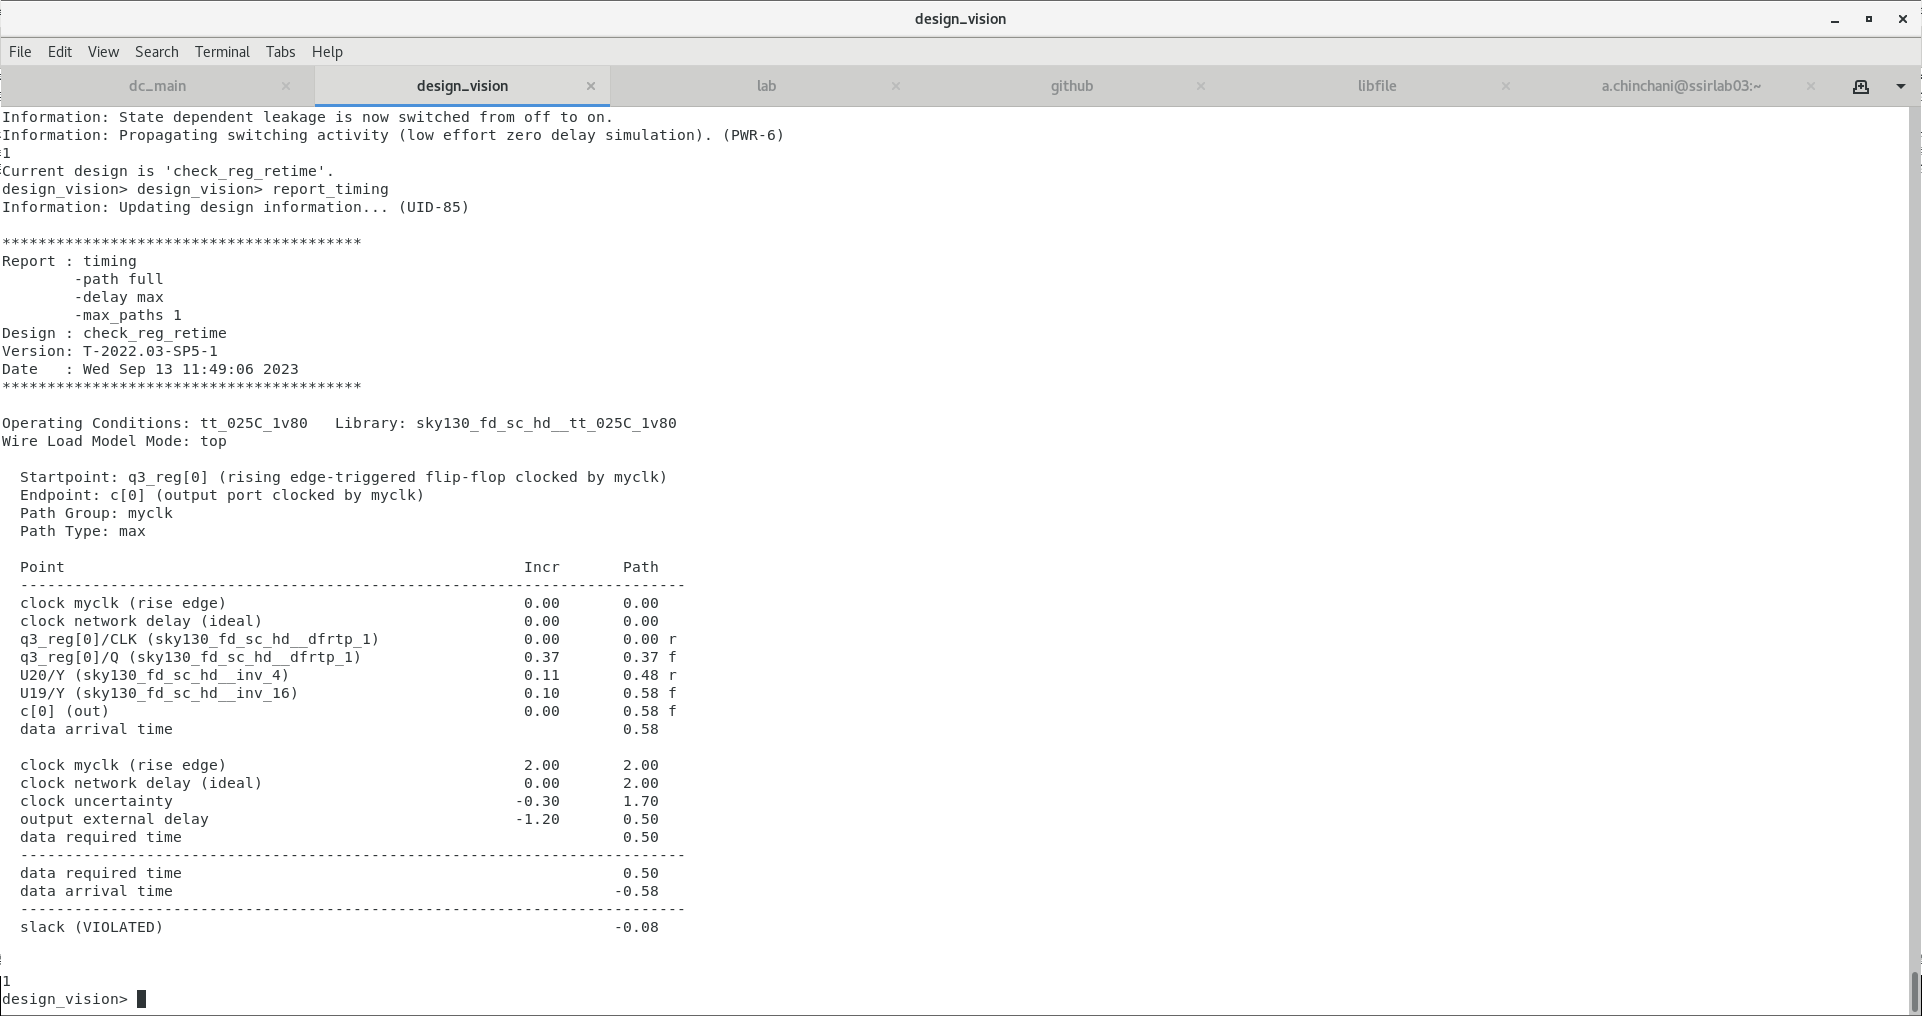 design_vision
File Edit View Search Terminal Tabs Help
dc_main × design_vision × lab × github × libfile × a.chinchani@ssirlab03:~ ×
Information: State dependent leakage is now switched from off to on.
Information: Propagating switching activity (low effort zero delay simulation). (PWR-6)
1
Current design is 'check_reg_retime'.
design_vision> design_vision> report_timing
Information: Updating design information... (UID-85)
****************************************
Report : timing
        -path full
        -delay max
        -max_paths 1
Design : check_reg_retime
Version: T-2022.03-SP5-1
Date   : Wed Sep 13 11:49:06 2023
****************************************
Operating Conditions: tt_025C_1v80   Library: sky130_fd_sc_hd__tt_025C_1v80
Wire Load Model Mode: top
  Startpoint: q3_reg[0] (rising edge-triggered flip-flop clocked by myclk)
  Endpoint: c[0] (output port clocked by myclk)
  Path Group: myclk
  Path Type: max
  Point                                                   Incr       Path
  --------------------------------------------------------------------------
  clock myclk (rise edge)                                 0.00       0.00
  clock network delay (ideal)                             0.00       0.00
  q3_reg[0]/CLK (sky130_fd_sc_hd__dfrtp_1)                0.00       0.00 r
  q3_reg[0]/Q (sky130_fd_sc_hd__dfrtp_1)                  0.37       0.37 f
  U20/Y (sky130_fd_sc_hd__inv_4)                          0.11       0.48 r
  U19/Y (sky130_fd_sc_hd__inv_16)                         0.10       0.58 f
  c[0] (out)                                              0.00       0.58 f
  data arrival time                                                  0.58
  clock myclk (rise edge)                                 2.00       2.00
  clock network delay (ideal)                             0.00       2.00
  clock uncertainty                                      -0.30       1.70
  output external delay                                  -1.20       0.50
  data required time                                                 0.50
  --------------------------------------------------------------------------
  data required time                                                 0.50
  data arrival time                                                 -0.58
  --------------------------------------------------------------------------
  slack (VIOLATED)                                                  -0.08
1
design_vision>